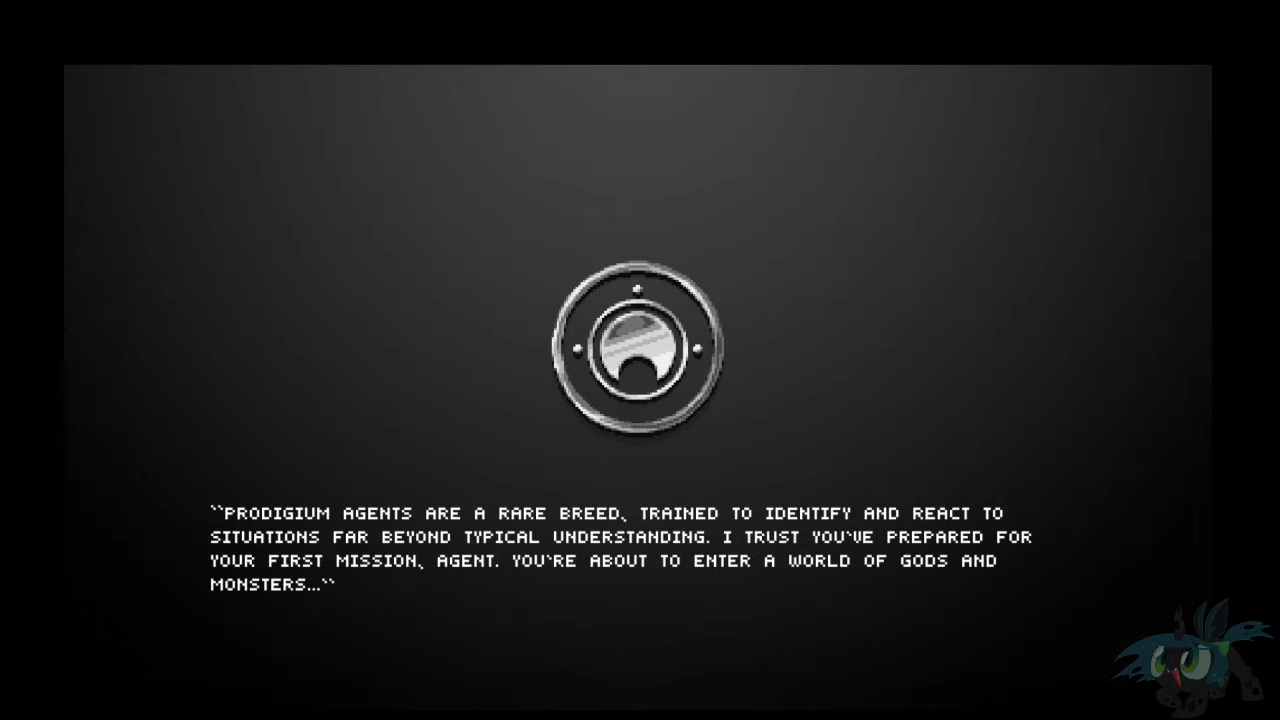 ``PRODIGIUM AGENTS ARE A RARE BREED, TRAINED TO IDENTIFY AND REACT TO
SITUATIONS FAR BEYOND TYPICAL UNDERSTANDING. I TRUST YOU'VE PREPARED FOR
YOUR FIRST MISSION, AGENT. YOU'RE ABOUT TO ENTER A WORLD OF GODS AND
MONSTERS...``